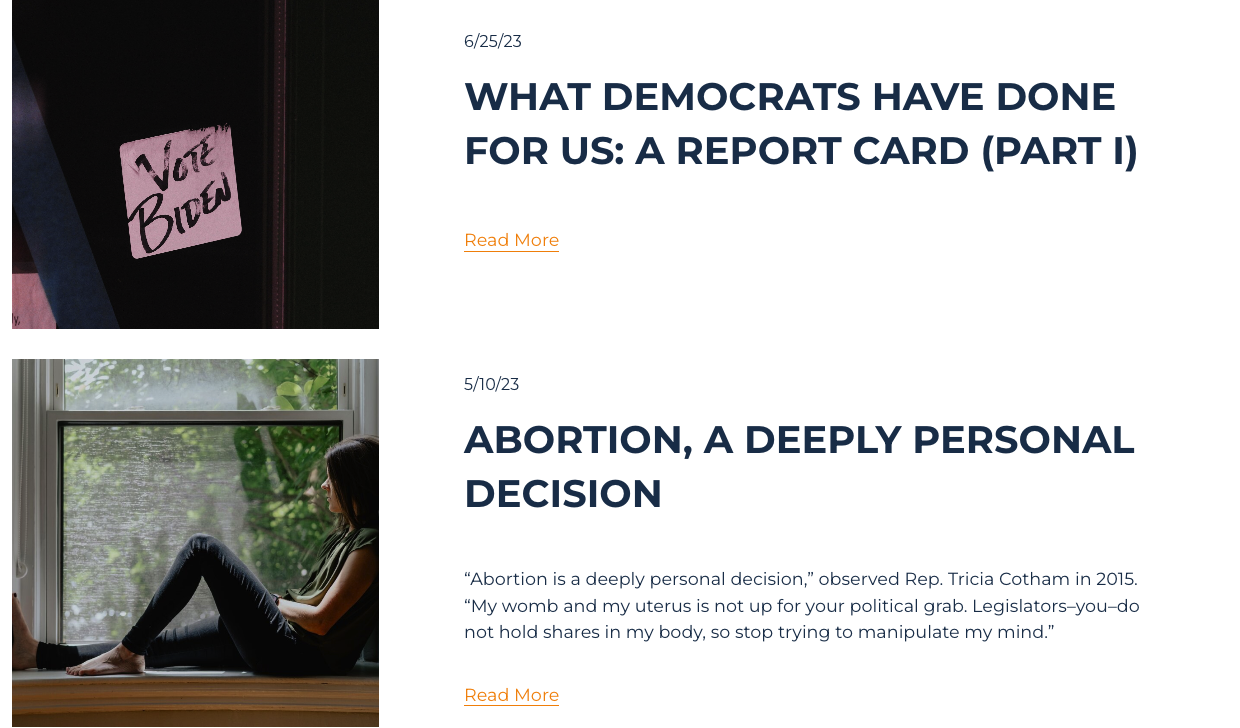 6/25/23
WHAT DEMOCRATS HAVE DONE
FOR US: A REPORT CARD (PART I)
VOTE
BIDEN
Read More
ly,
5/10/23
ABORTION, A DEEPLY PERSONAL
DECISION
“Abortion is a deeply personal decision,” observed Rep. Tricia Cotham in 2015.
“My womb and my uterus is not up for your political grab. Legislators–you–do
not hold shares in my body, so stop trying to manipulate my mind.”
Read More